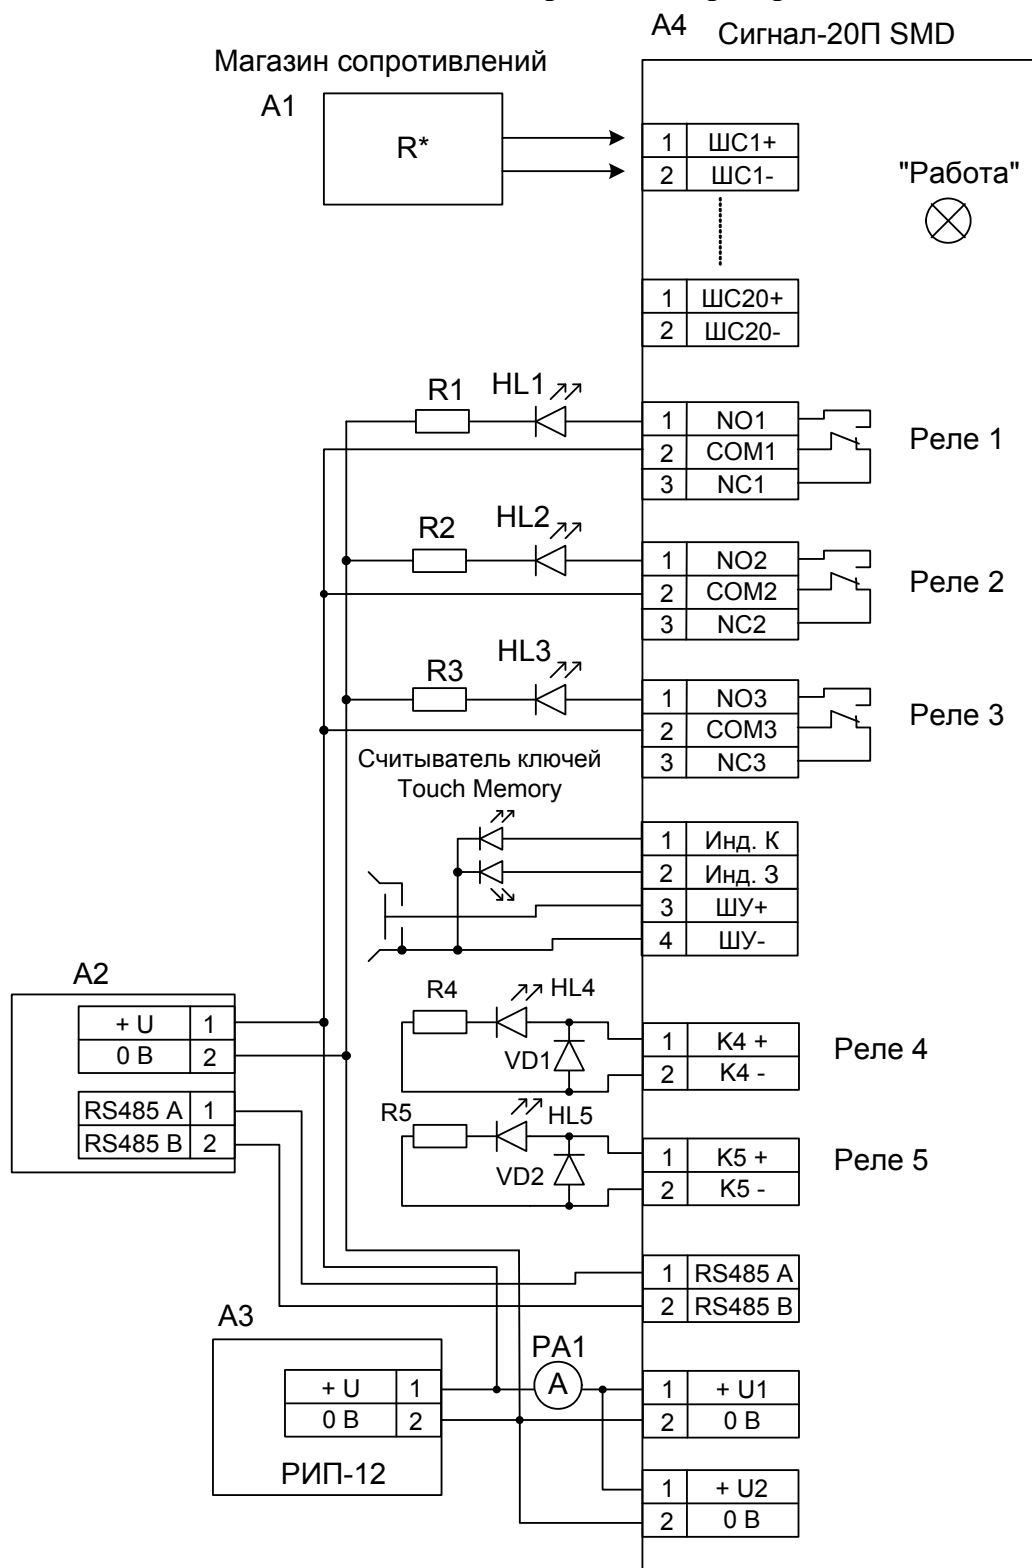 A4 Сигнал-20П SMD
Магазин сопротивлений
A1
R*
1 ШС1+
2 ШС1-
"Работа"
1 ШС20+
2 ШС20-
R1 HL1
1 NO1
2 COM1
3 NC1
Реле 1
R2 HL2
1 NO2
2 COM2
3 NC2
Реле 2
R3 HL3
1 NO3
2 COM3
3 NC3
Реле 3
Считыватель ключей
Touch Memory
1 Инд. К
2 Инд. З
3 ШУ+
4 ШУ-
A2
+ U 1
0 В 2
RS485 A 1
RS485 B 2
R4 HL4
VD1
1 K4 +
2 K4 -
Реле 4
R5 HL5
VD2
1 K5 +
2 K5 -
Реле 5
1 RS485 A
2 RS485 B
A3
+ U 1
0 В 2
РИП-12
PA1
A
1 + U1
2 0 В
1 + U2
2 0 В